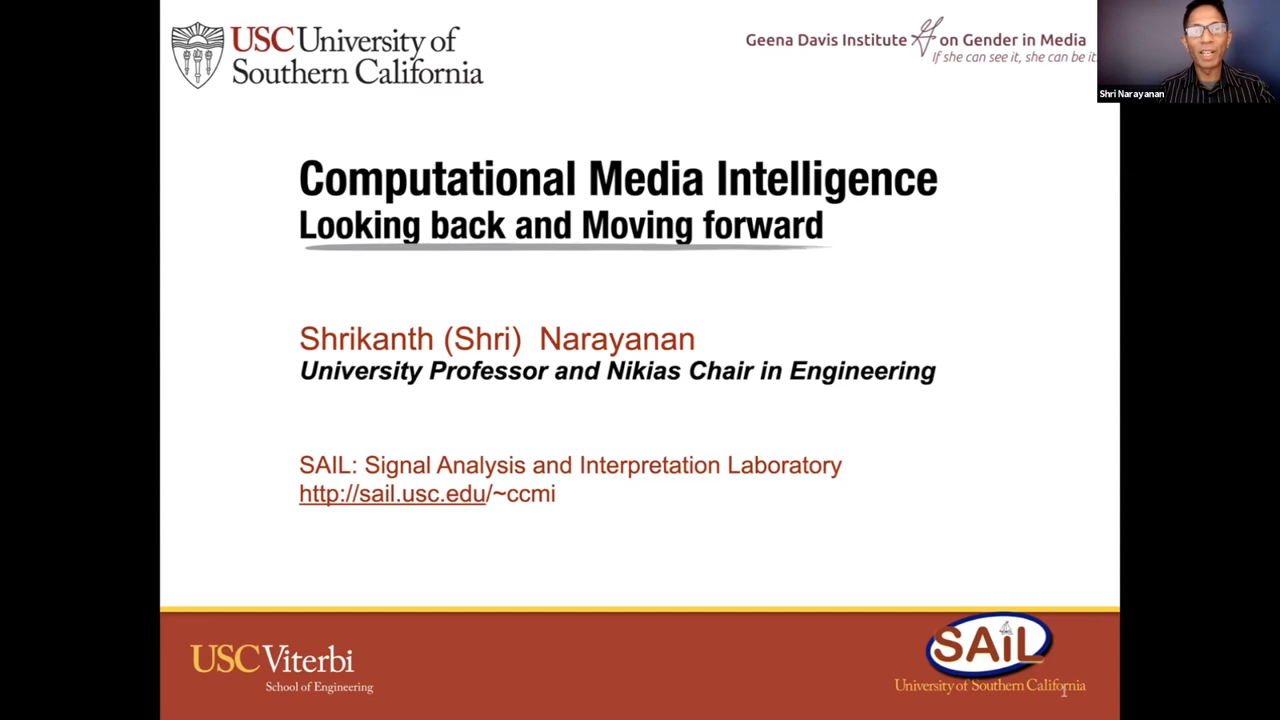 USC University of
Southern California
Geena Davis Institute on Gender in Media
If she can see it, she can be it.
Shri Narayanan
Computational Media Intelligence
Looking back and Moving forward
Shrikanth (Shri) Narayanan
University Professor and Nikias Chair in Engineering
SAIL: Signal Analysis and Interpretation Laboratory
http://sail.usc.edu/~ccmi
USC Viterbi
School of Engineering
SAiL
University of Southern California